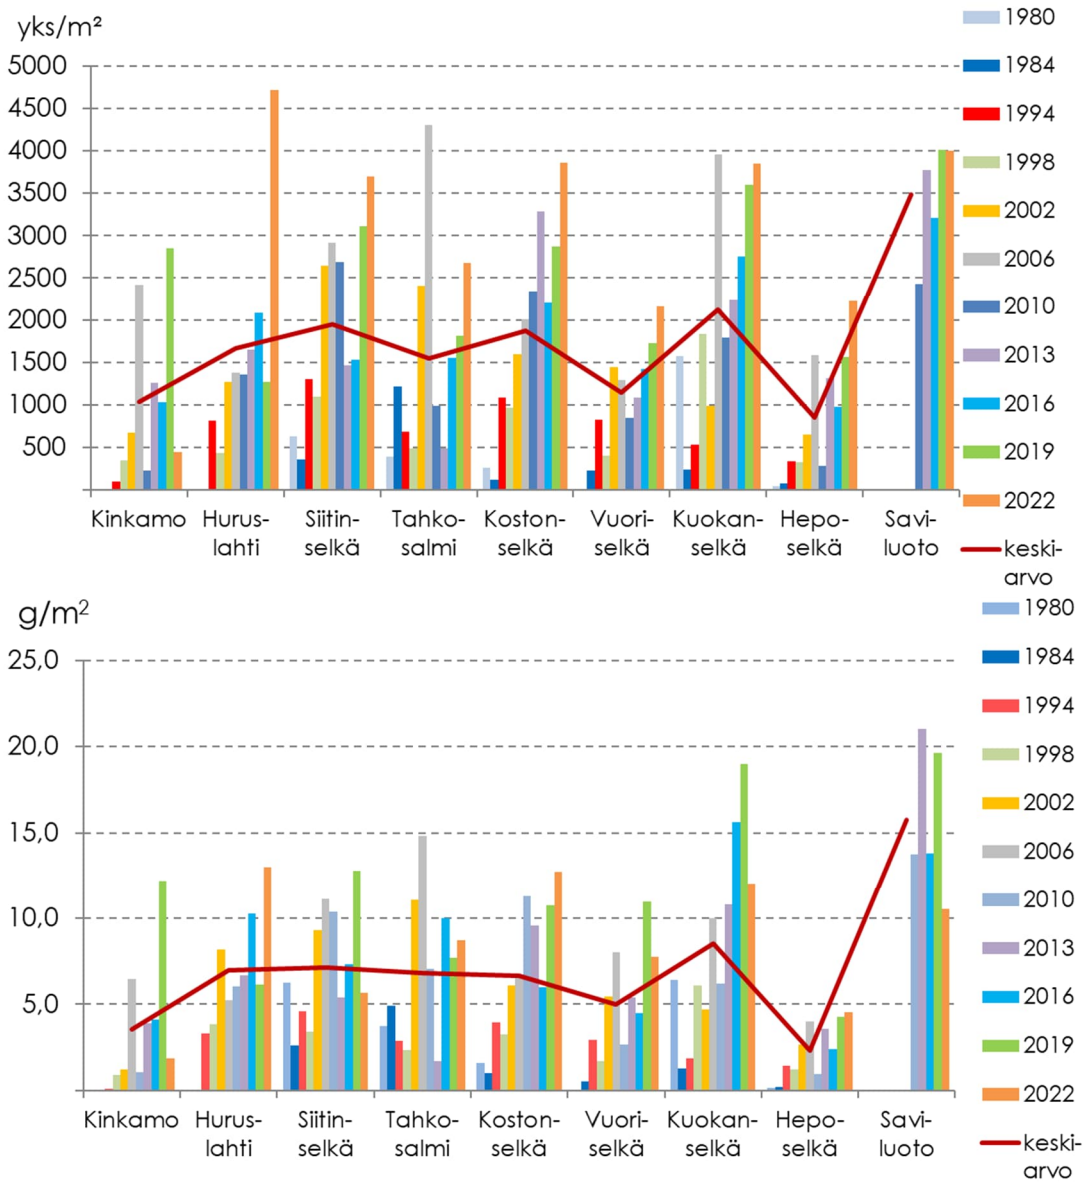 yks/m²
5000
4500
4000
3500
3000
2500
2000
1500
1000
500
Kinkamo
Hurus-
lahti
Siitin-
selkä
Tahko-
salmi
Koston-
selkä
Vuori-
selkä
Kuokan-
selkä
Hepo-
selkä
Savi-
luoto
1980
1984
1994
1998
2002
2006
2010
2013
2016
2019
2022
keski-
arvo
g/m²
25,0
20,0
15,0
10,0
5,0
Kinkamo
Hurus-
lahti
Siitin-
selkä
Tahko-
salmi
Koston-
selkä
Vuori-
selkä
Kuokan-
selkä
Hepo-
selkä
Savi-
luoto
1980
1984
1994
1998
2002
2006
2010
2013
2016
2019
2022
keski-
arvo